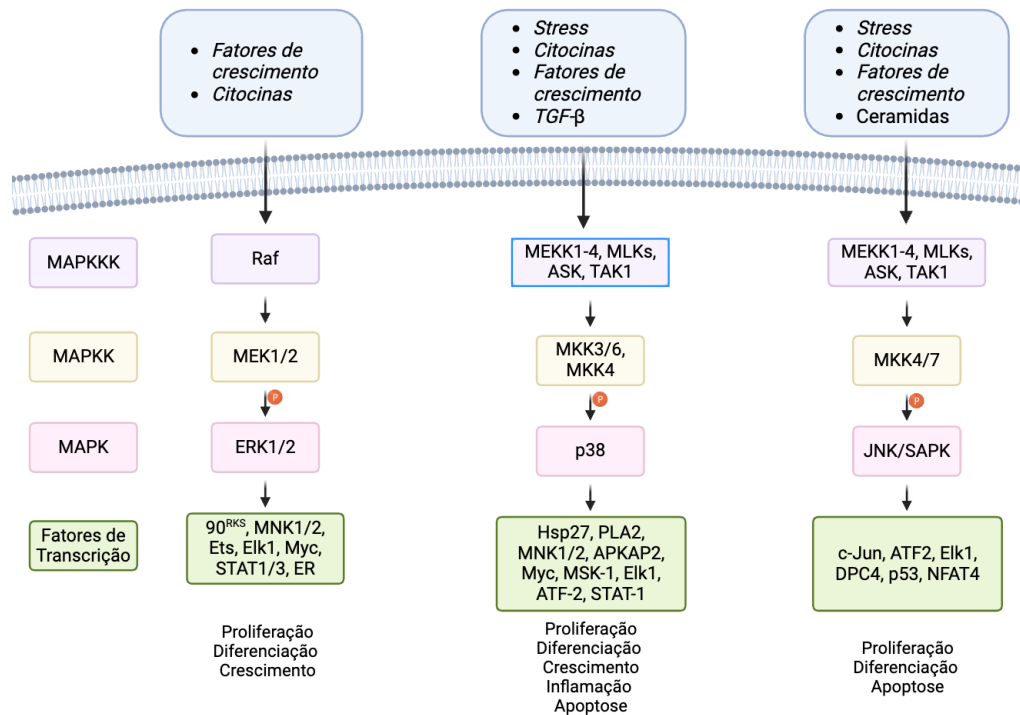 Fatores de
crescimento
Citocinas
Stress
Citocinas
Fatores de
crescimento
TGF-β
Stress
Citocinas
Fatores de
crescimento
Ceramidas
MAPKKK
Raf
MEKK1-4, MLKs,
ASK, TAK1
MEKK1-4, MLKs,
ASK, TAK1
MAPKK
MEK1/2
MKK3/6,
MKK4
MKK4/7
P
P
P
MAPK
ERK1/2
p38
JNK/SAPK
Fatores de
Transcrição
90RKS, MNK1/2,
Ets, Elk1, Myc,
STAT1/3, ER
Hsp27, PLA2,
MNK1/2, APKAP2,
Myc, MSK-1, Elk1,
ATF-2, STAT-1
c-Jun, ATF2, Elk1,
DPC4, p53, NFAT4
Proliferação
Diferenciação
Crescimento
Proliferação
Diferenciação
Crescimento
Inflamação
Apoptose
Proliferação
Diferenciação
Apoptose